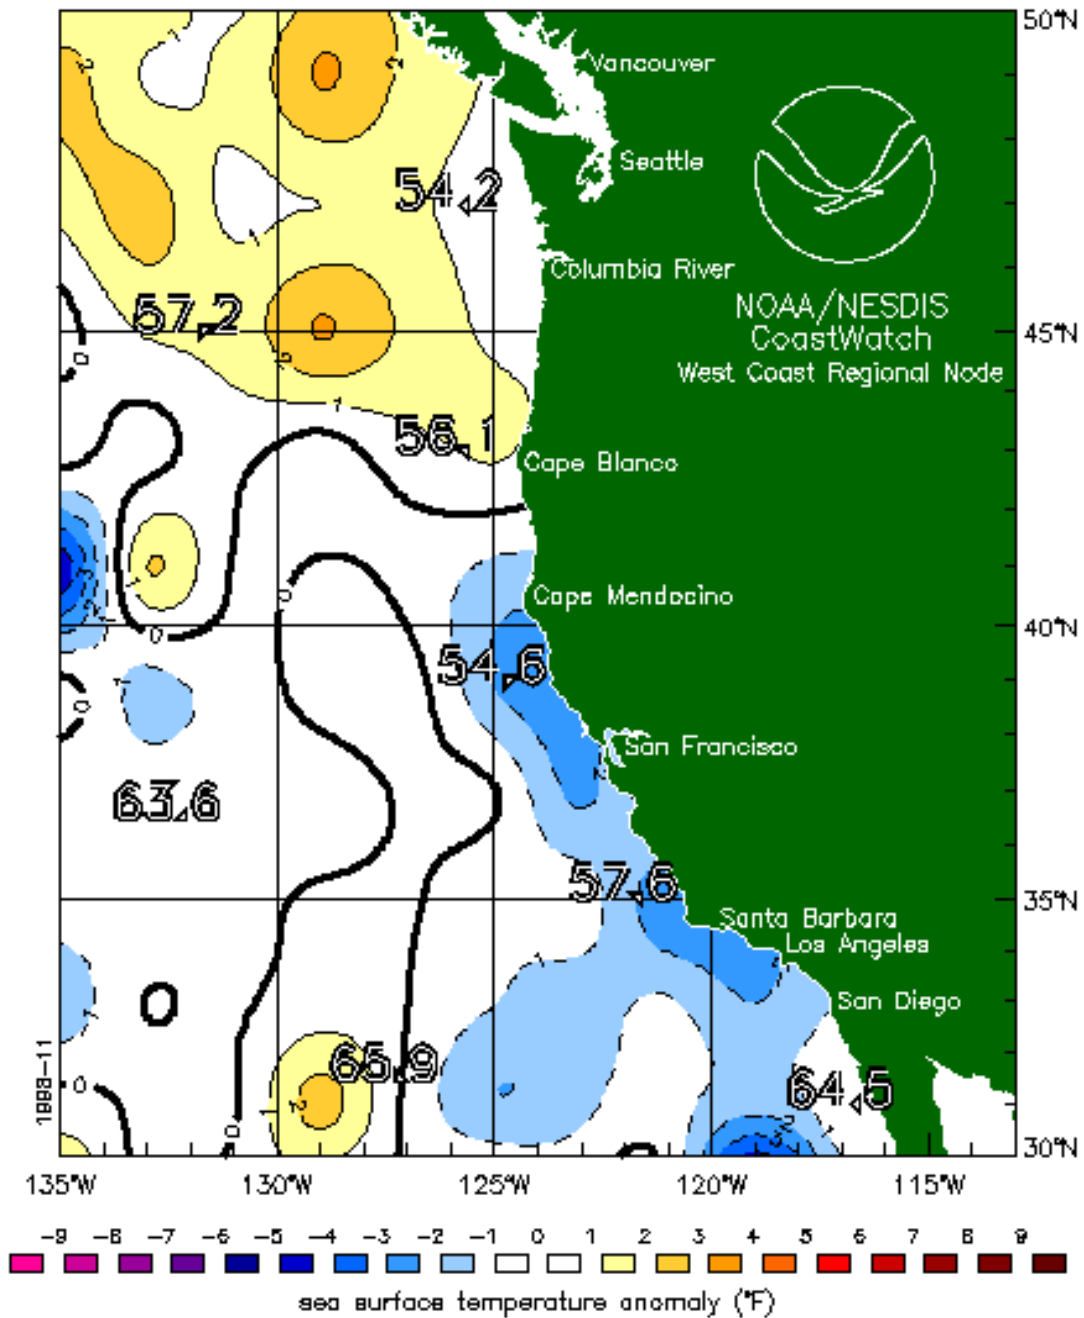 50°N
Vancouver
Seattle
54.2
Columbia River
57.2
NOAA/NESDIS
CoastWatch
45°N
West Coast Regional Node
56.1
Cape Blanco
Cape Mendocino
40°N
54.6
San Francisco
63.6
57.6
35°N
Santa Barbara
Los Angeles
San Diego
1998-11
65.9
64.5
30°N
135°W 130°W 125°W 120°W 115°W
-9 -8 -7 -6 -5 -4 -3 -2 -1 0 1 2 3 4 5 6 7 8 9
sea surface temperature anomaly (°F)